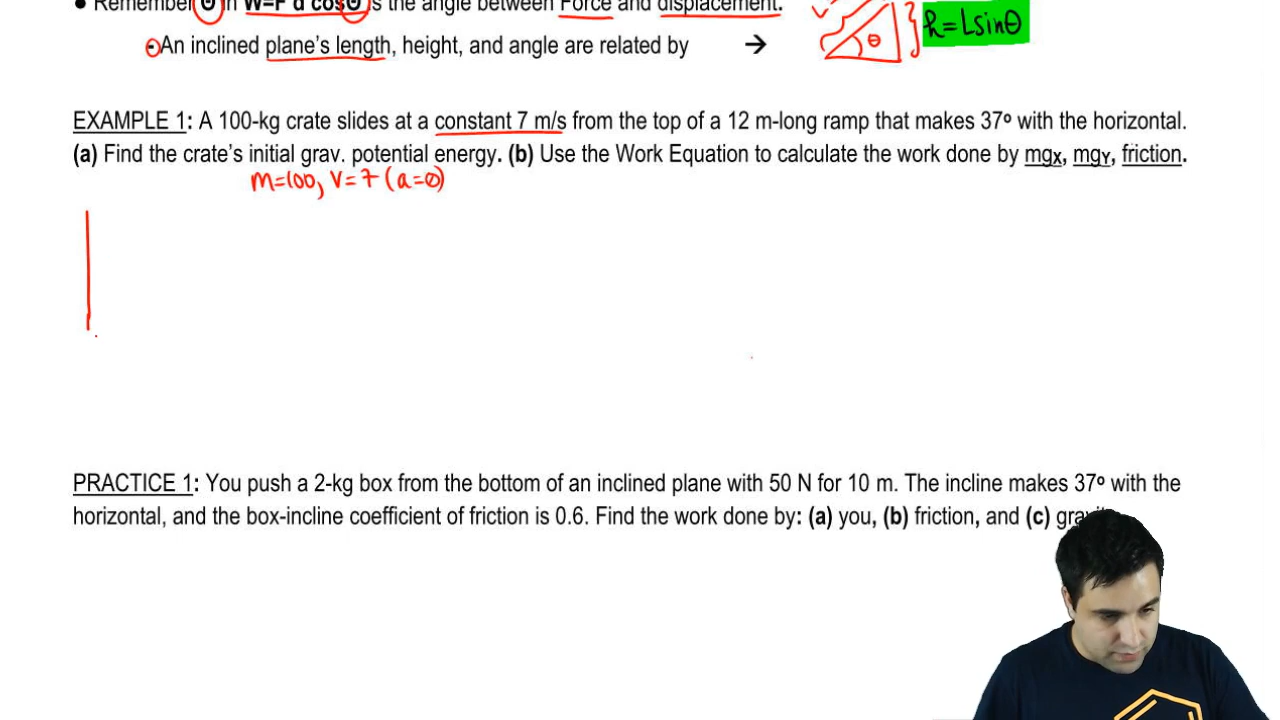 ● Remember θ in W=F d cosθ is the angle between Force and displacement.
-An inclined plane's length, height, and angle are related by → θ h=Lsinθ
EXAMPLE 1: A 100-kg crate slides at a constant 7 m/s from the top of a 12 m-long ramp that makes 37º with the horizontal.
(a) Find the crate's initial grav. potential energy. (b) Use the Work Equation to calculate the work done by mgX, mgY, friction.
m=100, v=7 (a=0)
PRACTICE 1: You push a 2-kg box from the bottom of an inclined plane with 50 N for 10 m. The incline makes 37º with the
horizontal, and the box-incline coefficient of friction is 0.6. Find the work done by: (a) you, (b) friction, and (c)